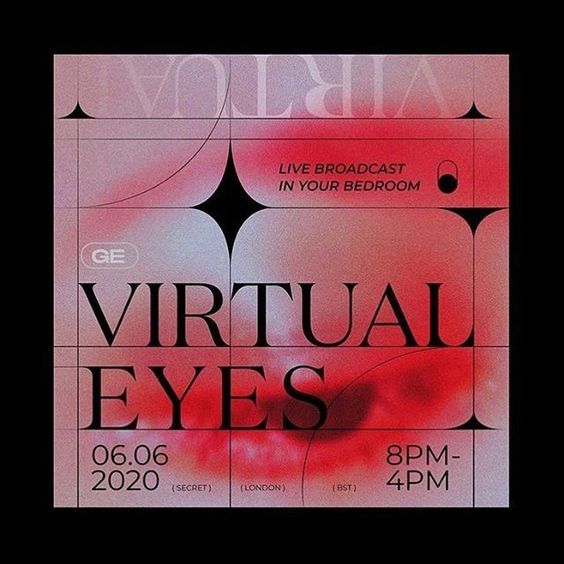 VIRTUAL
LIVE BROADCAST
IN YOUR BEDROOM
GE
VIRTUAL
EYES
06.06
2020
( SECRET )
( LONDON )
( BST )
8PM-
4PM